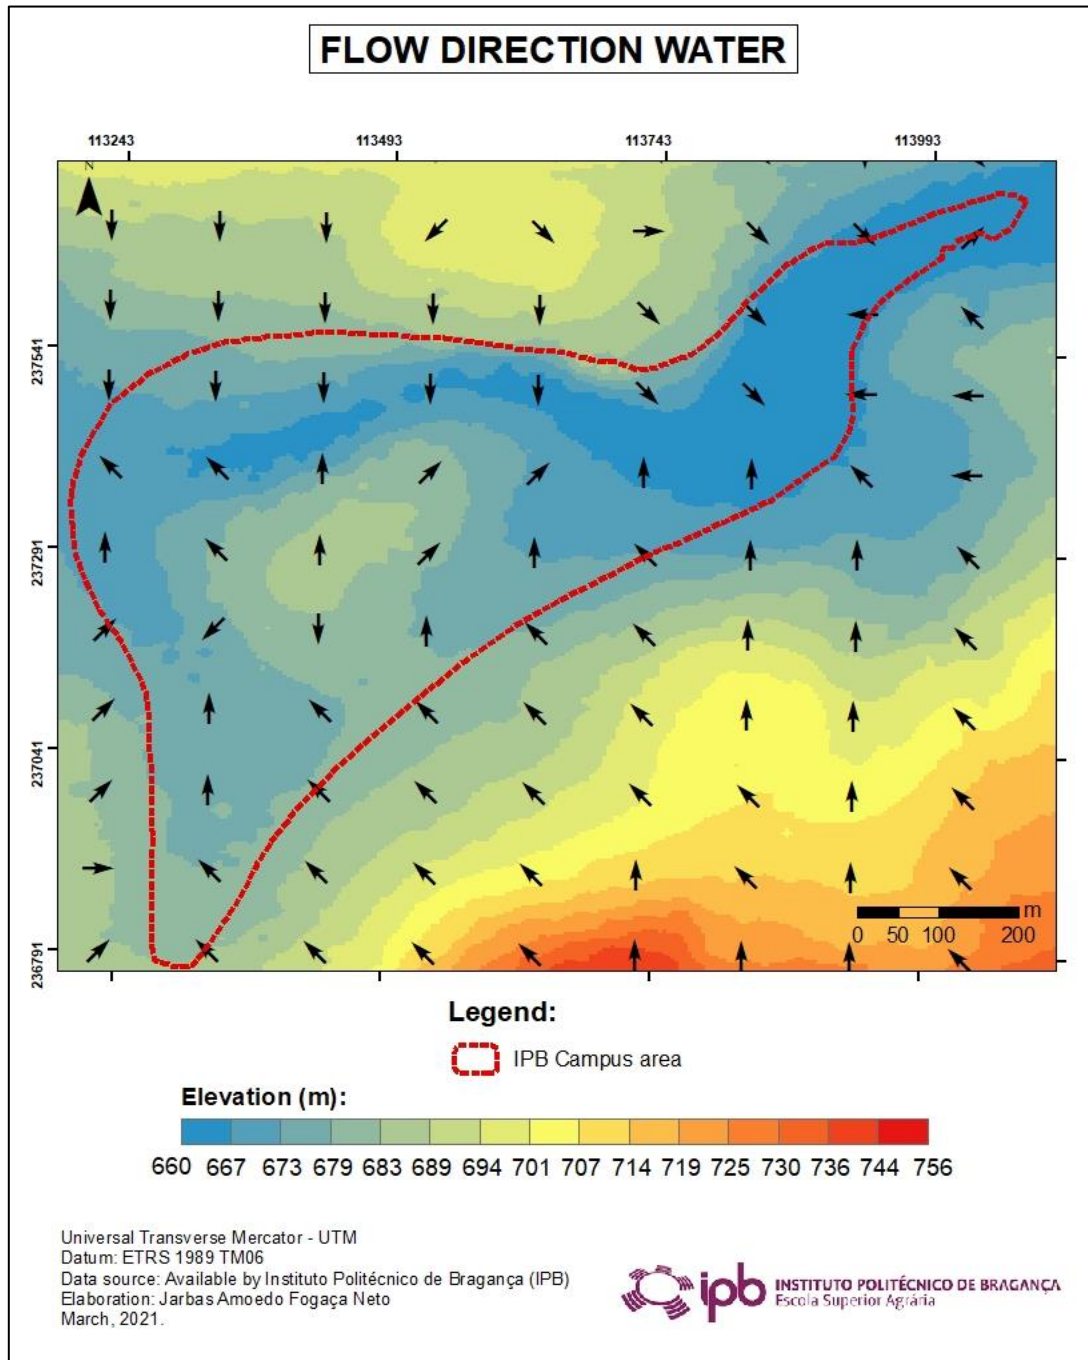 FLOW DIRECTION WATER
113243 113493 113743 113993
N
237541
237291
237041
236791
m
0 50 100 200
Legend:
IPB Campus area
Elevation (m):
660 667 673 679 683 689 694 701 707 714 719 725 730 736 744 756
Universal Transverse Mercator - UTM
Datum: ETRS 1989 TM06
Data source: Available by Instituto Politécnico de Bragança (IPB)
Elaboration: Jarbas Amoedo Fogaça Neto
March, 2021.
ipb INSTITUTO POLITÉCNICO DE BRAGANÇA
Escola Superior Agrária